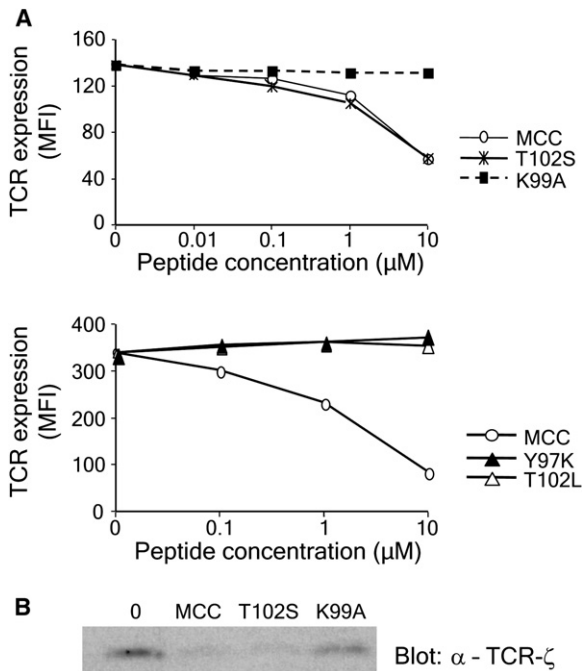 A
TCR expression
(MFI)
160
120
80
40
0
0 0.01 0.1 1 10
Peptide concentration (µM)
MCC
T102S
K99A
TCR expression
(MFI)
400
300
200
100
0
0 0.1 1 10
Peptide concentration (µM)
MCC
Y97K
T102L
B
0 MCC T102S K99A
Blot: α - TCR-ζ